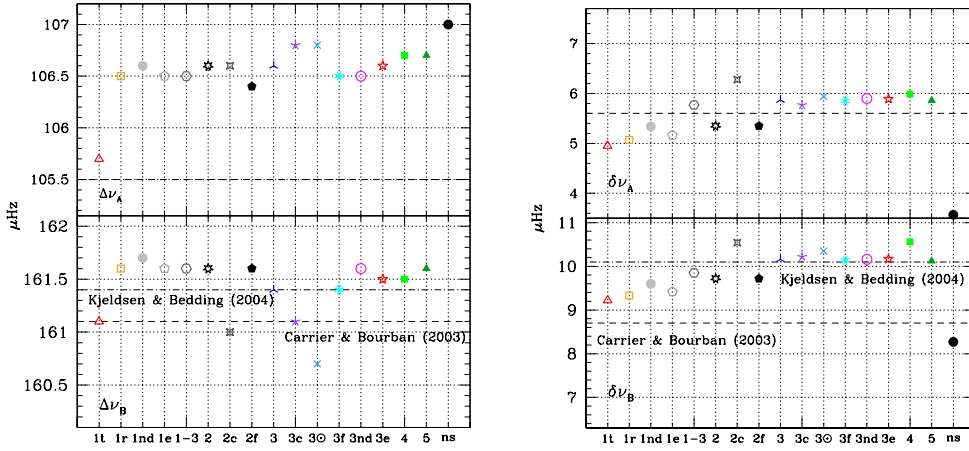 107
106.5
106
105.5
Δν_A
μHz
162
161.5
Kjeldsen & Bedding (2004)
161
Carrier & Bourban (2003)
160.5
Δν_B
1t 1r 1nd 1e 1−3 2 2c 2f 3 3c 3⊙ 3f 3nd 3e 4 5 ns
7
6
5
δν_A
4
μHz
11
10
Kjeldsen & Bedding (2004)
9
Carrier & Bourban (2003)
8
7
δν_B
1t 1r 1nd 1e 1−3 2 2c 2f 3 3c 3⊙ 3f 3nd 3e 4 5 ns